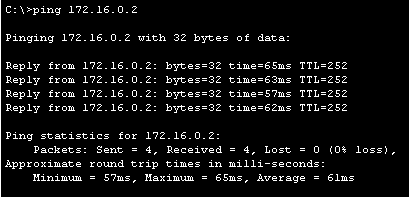 C:\>ping 172.16.0.2
Pinging 172.16.0.2 with 32 bytes of data:
Reply from 172.16.0.2: bytes=32 time=65ms TTL=252
Reply from 172.16.0.2: bytes=32 time=63ms TTL=252
Reply from 172.16.0.2: bytes=32 time=57ms TTL=252
Reply from 172.16.0.2: bytes=32 time=62ms TTL=252
Ping statistics for 172.16.0.2:
    Packets: Sent = 4, Received = 4, Lost = 0 (0% loss),
Approximate round trip times in milli-seconds:
    Minimum = 57ms, Maximum = 65ms, Average = 61ms